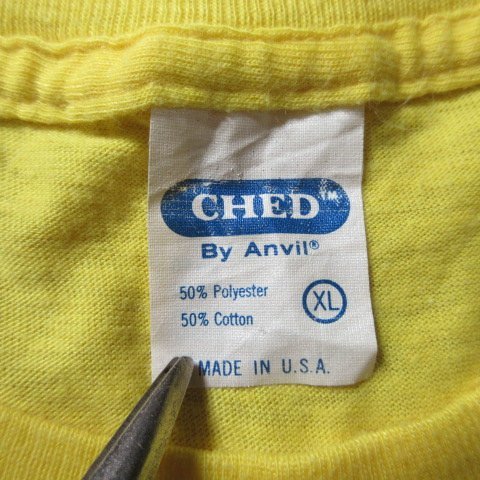 CHED™
By Anvil®
50% Polyester
50% Cotton
XL
MADE IN U.S.A.